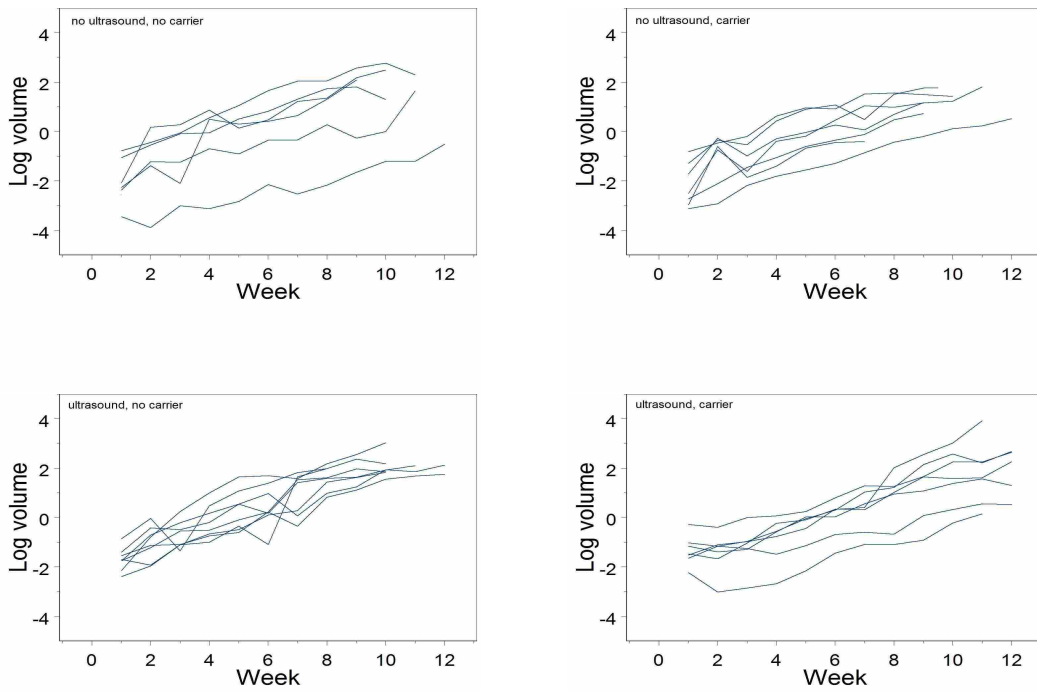 no ultrasound, no carrier
Log volume
4
2
0
-2
-4
0 2 4 6 8 10 12
Week
no ultrasound, carrier
Log volume
4
2
0
-2
-4
0 2 4 6 8 10 12
Week
ultrasound, no carrier
Log volume
4
2
0
-2
-4
0 2 4 6 8 10 12
Week
ultrasound, carrier
Log volume
4
2
0
-2
-4
0 2 4 6 8 10 12
Week